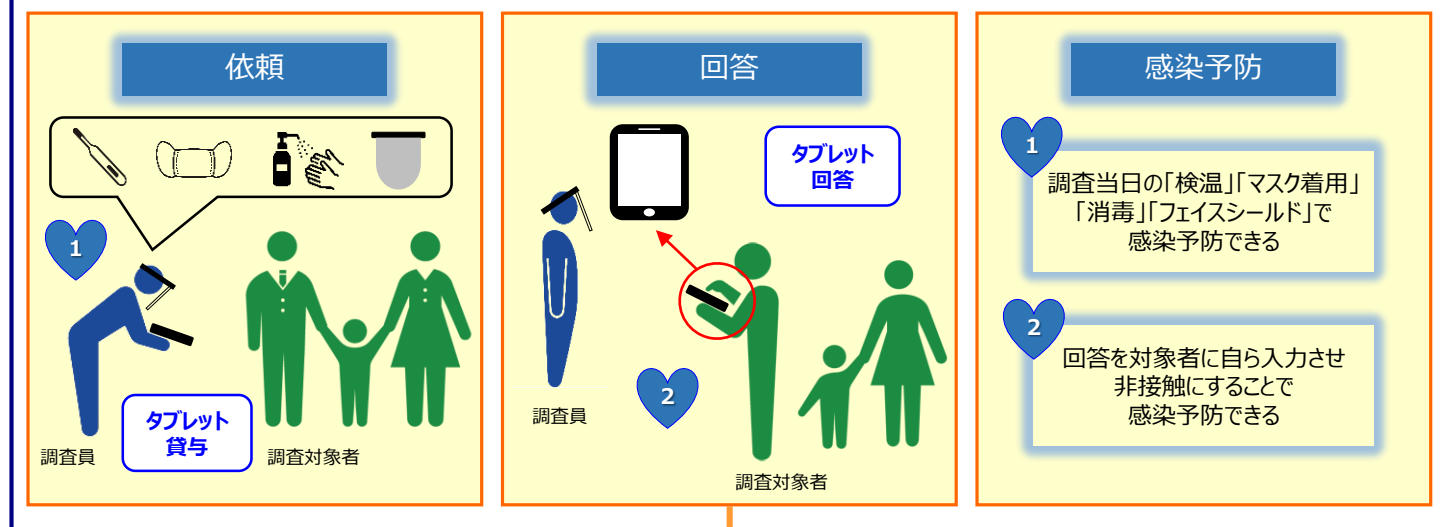 依頼
1
タブレット
貸与
調査員
調査対象者
回答
タブレット
回答
調査員
2
調査対象者
感染予防
1
調査当日の「検温」「マスク着用」
「消毒」「フェイスシールド」で
感染予防できる
2
回答を対象者に自ら入力させ
非接触にすることで
感染予防できる